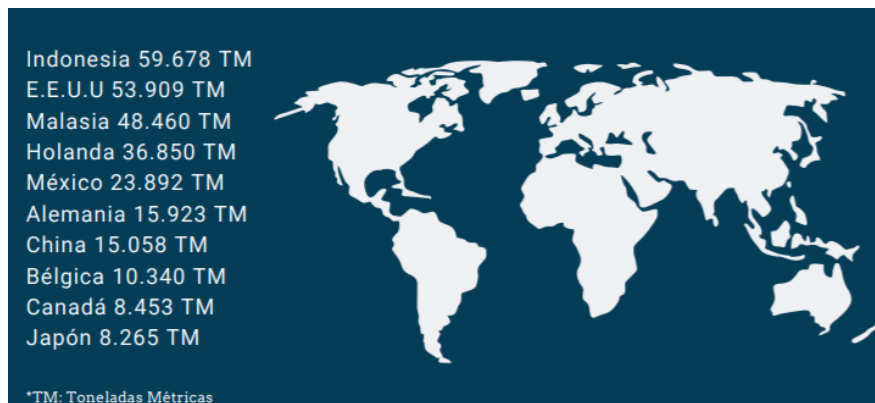 Indonesia 59.678 TM
E.E.U.U 53.909 TM
Malasia 48.460 TM
Holanda 36.850 TM
México 23.892 TM
Alemania 15.923 TM
China 15.058 TM
Bélgica 10.340 TM
Canadá 8.453 TM
Japón 8.265 TM
*TM: Toneladas Métricas